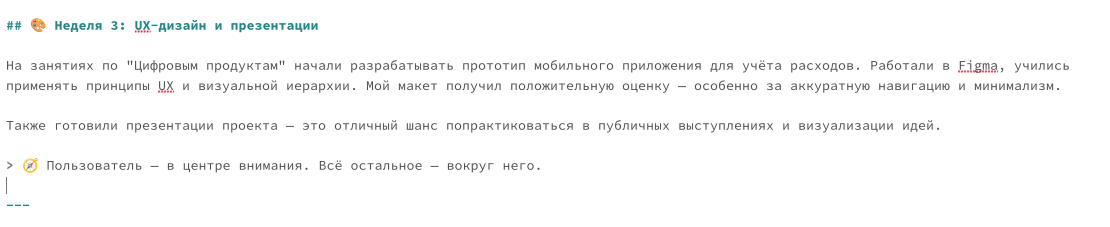 ## 🎨 Неделя 3: UX-дизайн и презентации
На занятиях по "Цифровым продуктам" начали разрабатывать прототип мобильного приложения для учёта расходов. Работали в Figma, учились
применять принципы UX и визуальной иерархии. Мой макет получил положительную оценку — особенно за аккуратную навигацию и минимализм.
Также готовили презентации проекта — это отличный шанс попрактиковаться в публичных выступлениях и визуализации идей.
> 🧭 Пользователь — в центре внимания. Всё остальное — вокруг него.
---